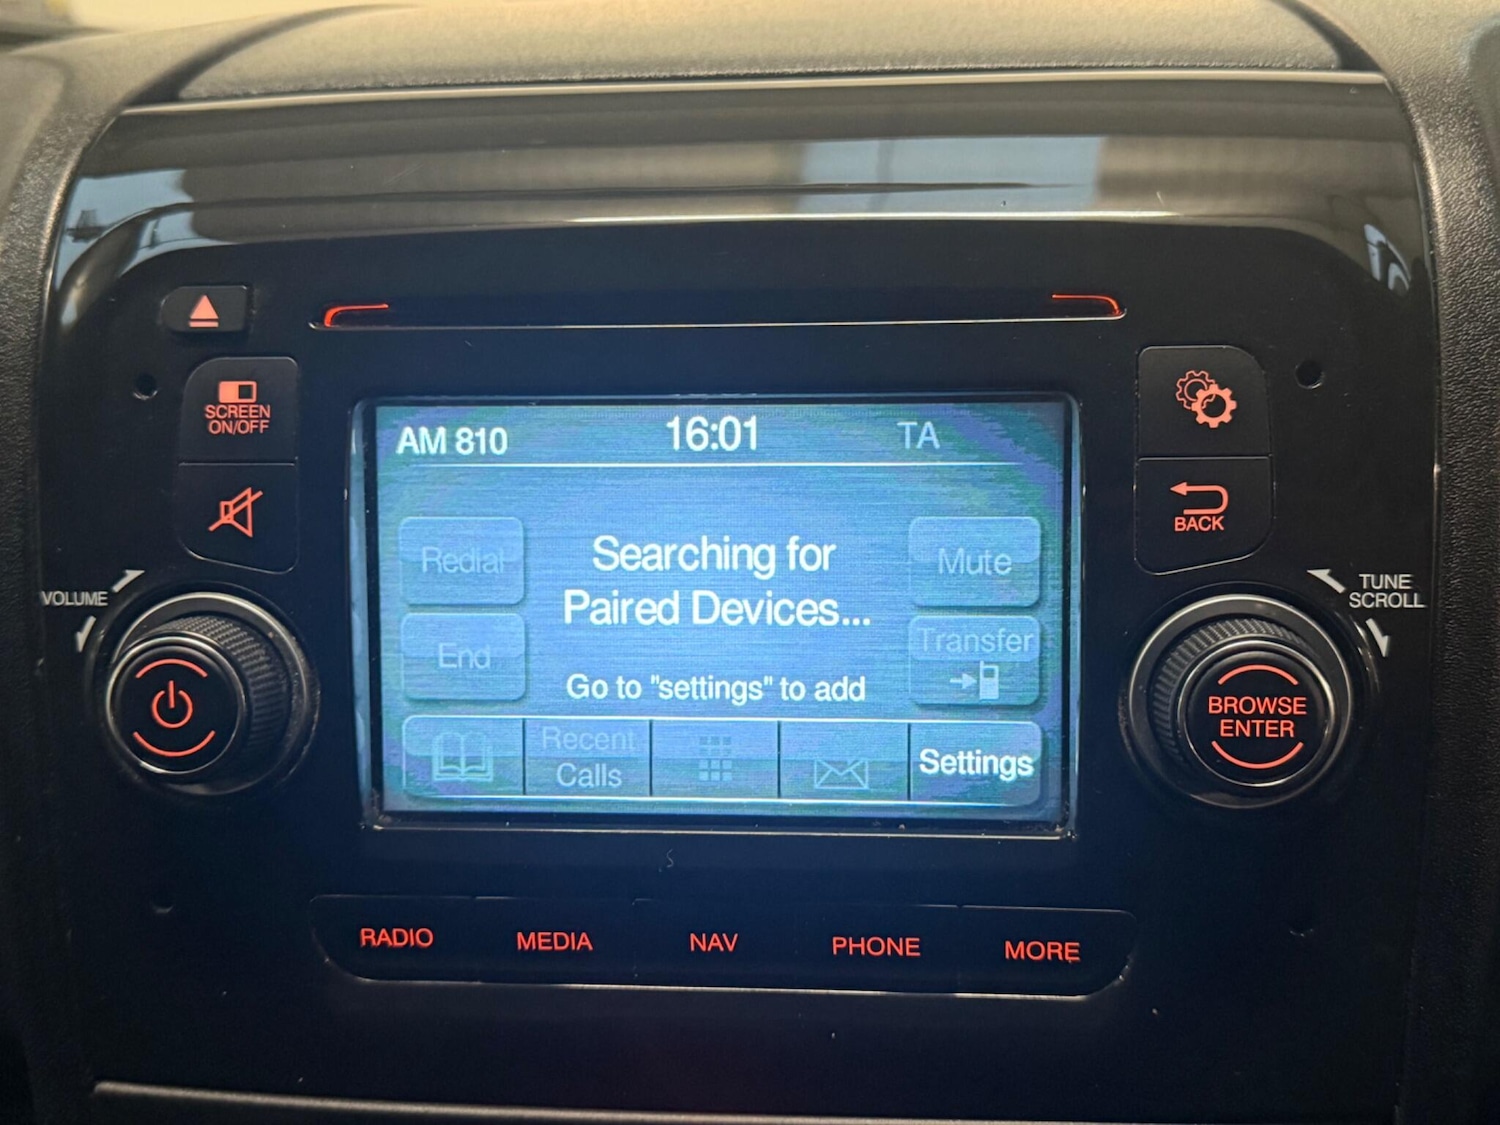 SCREEN
ON/OFF
VOLUME
AM 810
16:01
TA
Redial
Searching for
Paired Devices...
Mute
End
Transfer
Go to "settings" to add
Recent
Calls
Settings
BACK
TUNE
SCROLL
BROWSE
ENTER
RADIO
MEDIA
NAV
PHONE
MORE